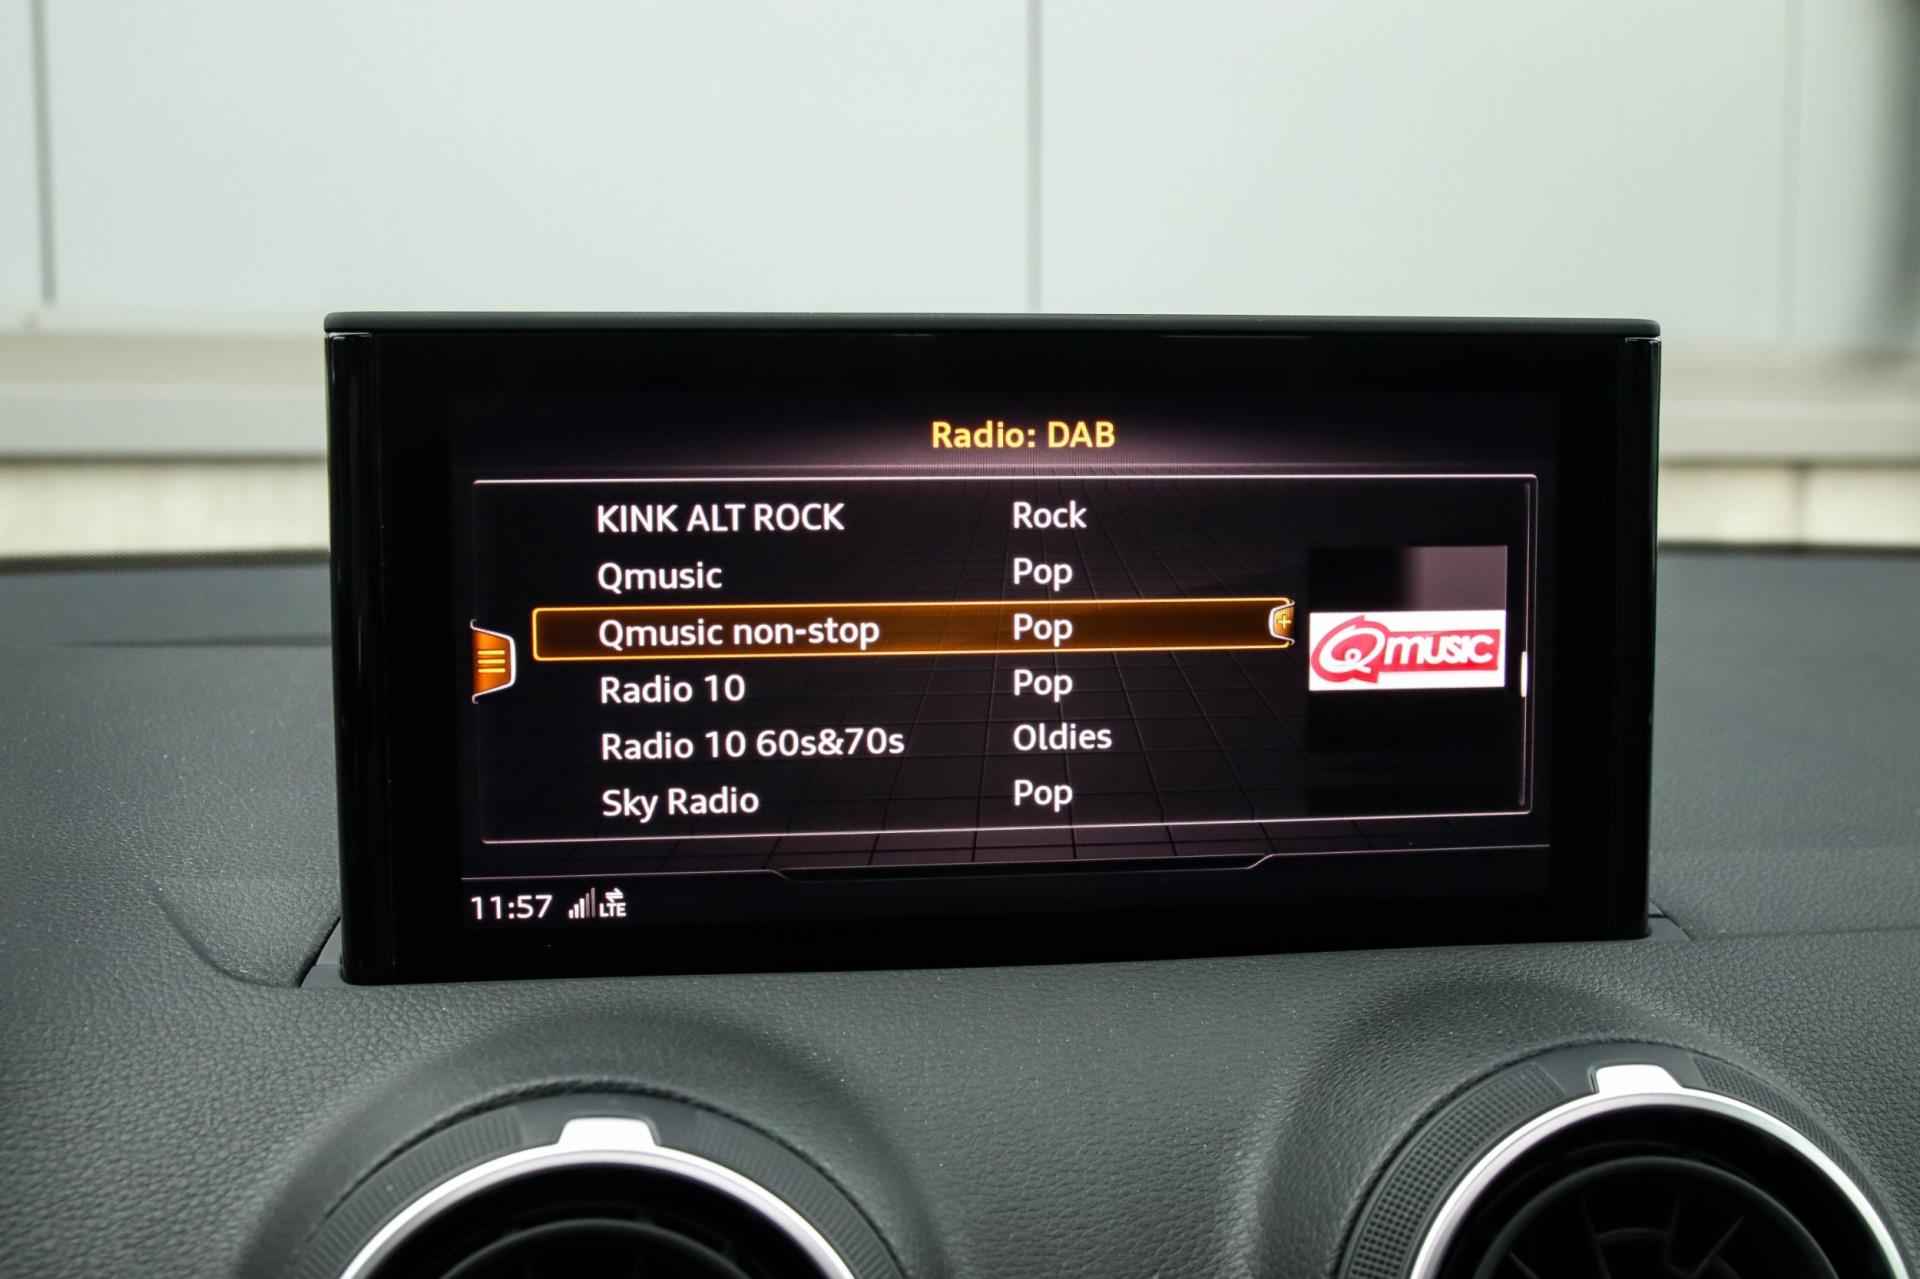 Radio: DAB
KINK ALT ROCK Rock
Qmusic Pop
Qmusic non-stop Pop
Qmusic
Radio 10 Pop
Radio 10 60s&70s Oldies
Sky Radio Pop
11:57 LTE